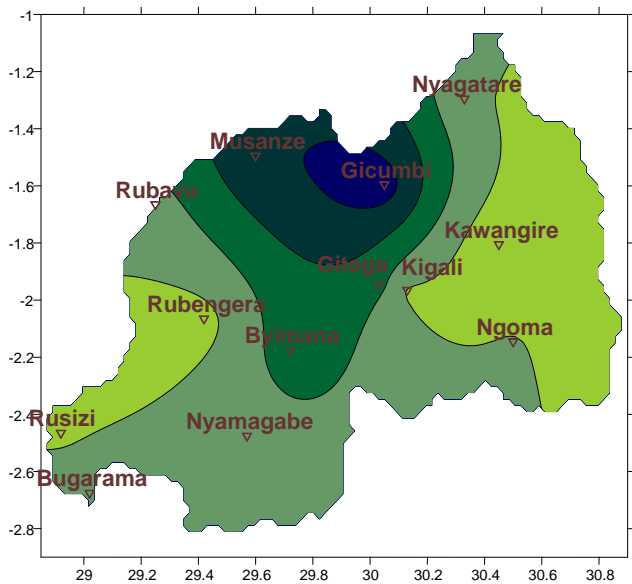 -1
-1.2
-1.4
-1.6
-1.8
-2
-2.2
-2.4
-2.6
-2.8
Nyagatare
Musanze
Gicumbi
Rubavu
Kawangire
Gitega
Kigali
Rubengera
Ngoma
Byimana
Rusizi
Nyamagabe
Bugarama
29 29.2 29.4 29.6 29.8 30 30.2 30.4 30.6 30.8